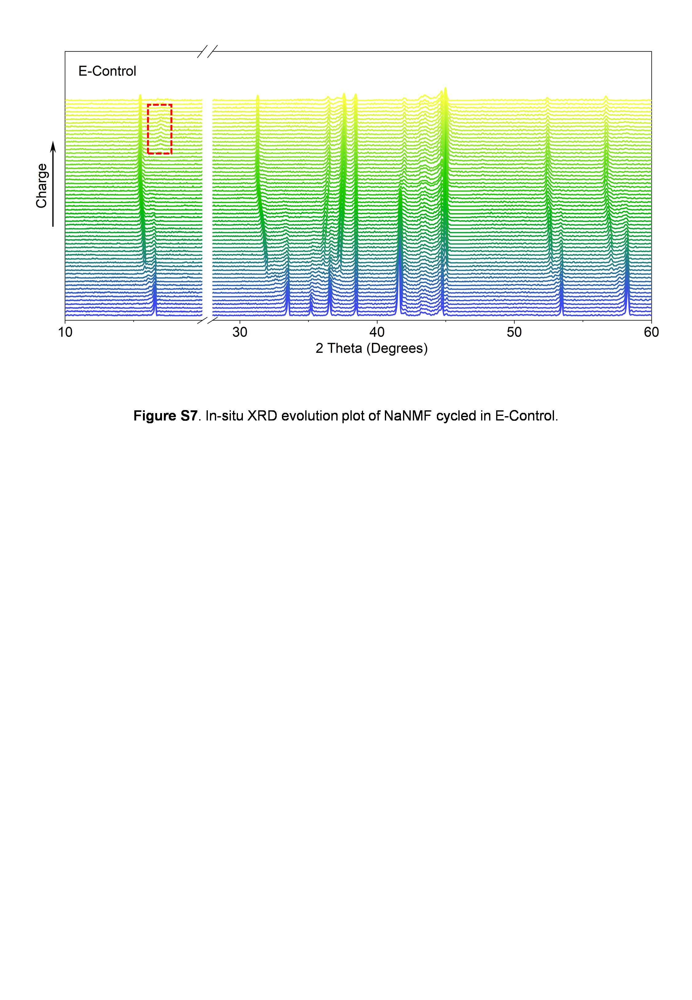 E-Control
Charge
10 30 40 50 60
2 Theta (Degrees)
Figure S7. In-situ XRD evolution plot of NaNMF cycled in E-Control.